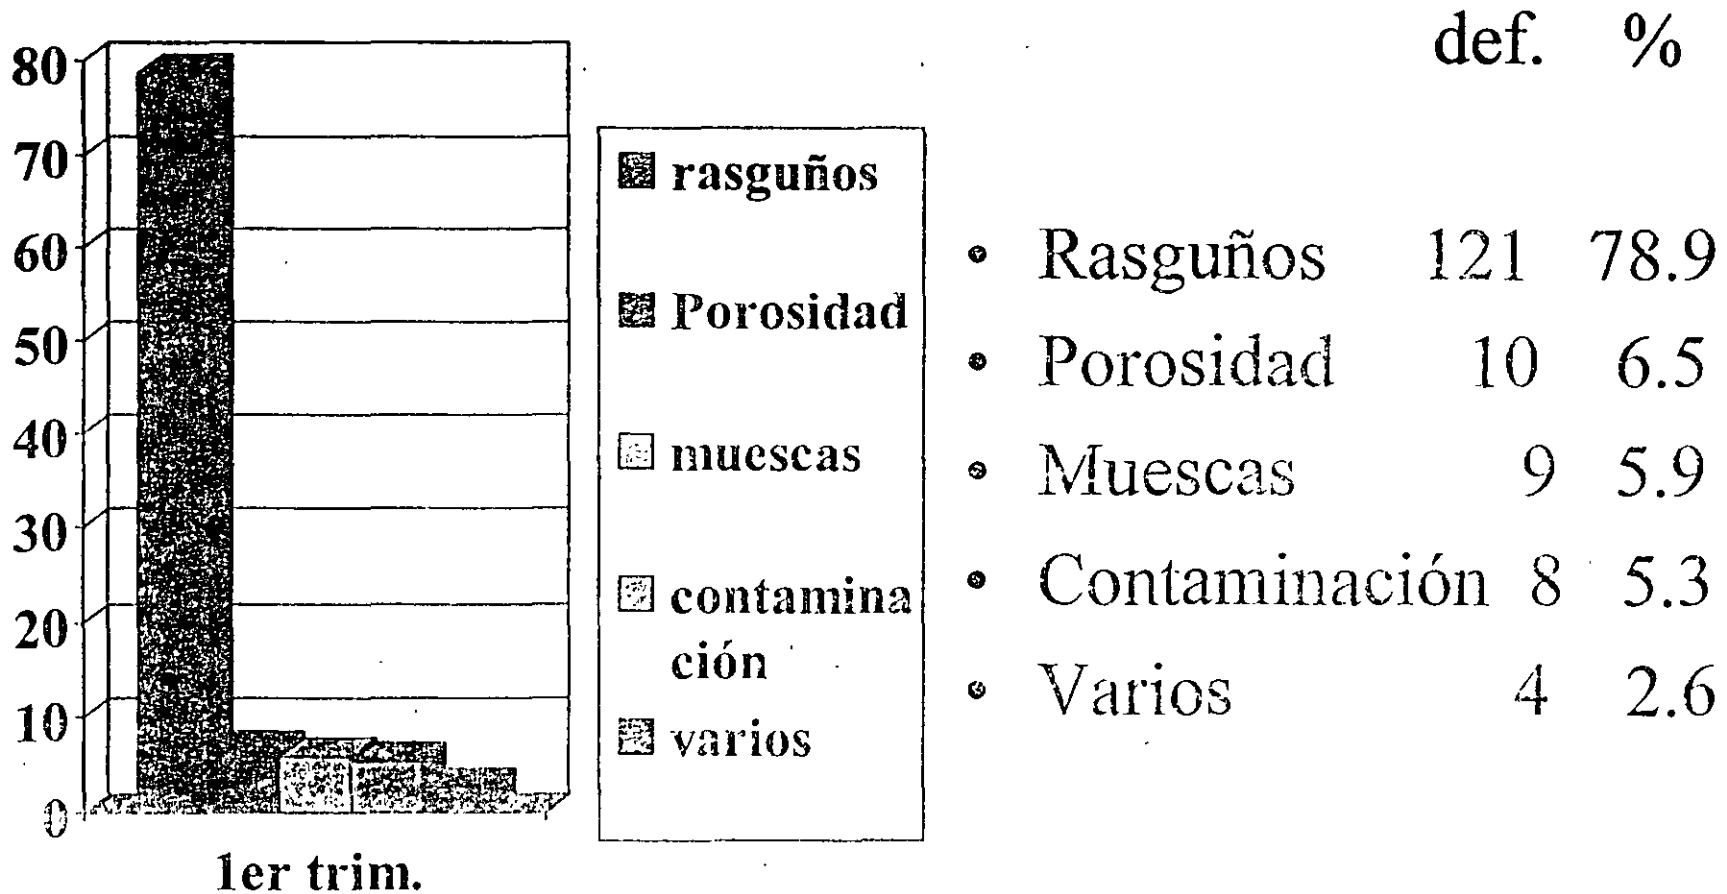 80
70
60
50
40
30
20
10
0
1er trim.
rasguños
Porosidad
muescas
contamina
ción
varios
def. %
• Rasguños 121 78.9
• Porosidad 10 6.5
• Muescas 9 5.9
• Contaminación 8 5.3
• Varios 4 2.6